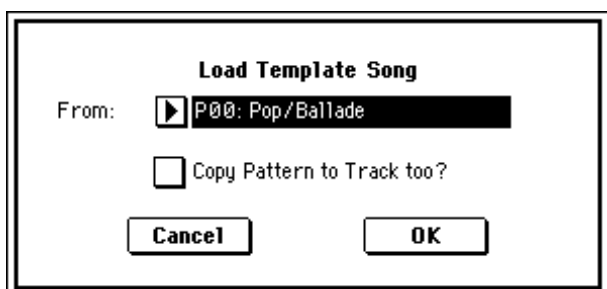 Load Template Song
From: P00: Pop/Ballade
Copy Pattern to Track too?
Cancel OK